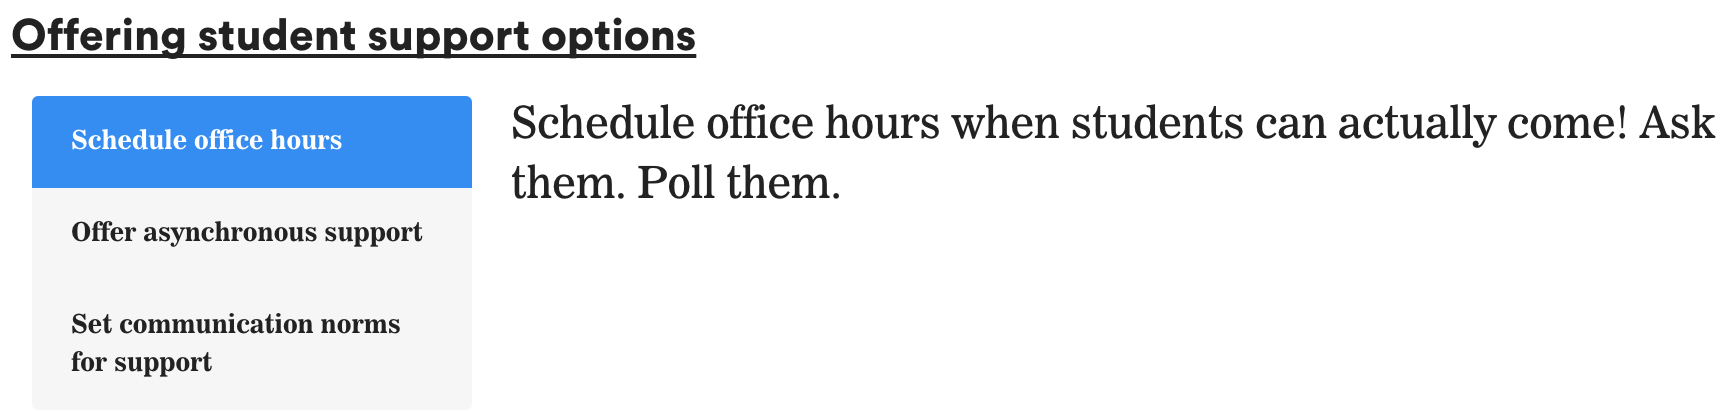 Offering student support options
Schedule office hours
Offer asynchronous support
Set communication norms
for support
Schedule office hours when students can actually come! Ask
them. Poll them.